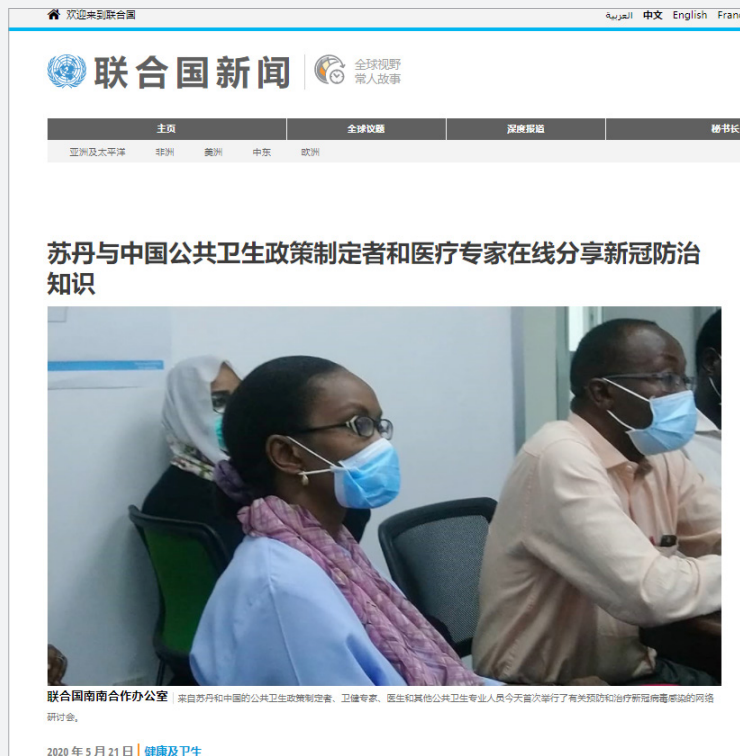 欢迎来到联合国
العربية 中文 English
联合国新闻
全球视野
常人故事
主页 全球议题 深度报道 秘书长
亚洲及太平洋 非洲 美洲 中东 欧洲
苏丹与中国公共卫生政策制定者和医疗专家在线分享新冠防治
知识
联合国南南合作办公室 | 来自苏丹和中国的公共卫生政策制定者、卫健专家、医生和其他公共卫生专业人员今天首次举行了有关预防和治疗新冠病毒感染的网络
研讨会。
2020 年 5 月 21 日 | 健康及卫生